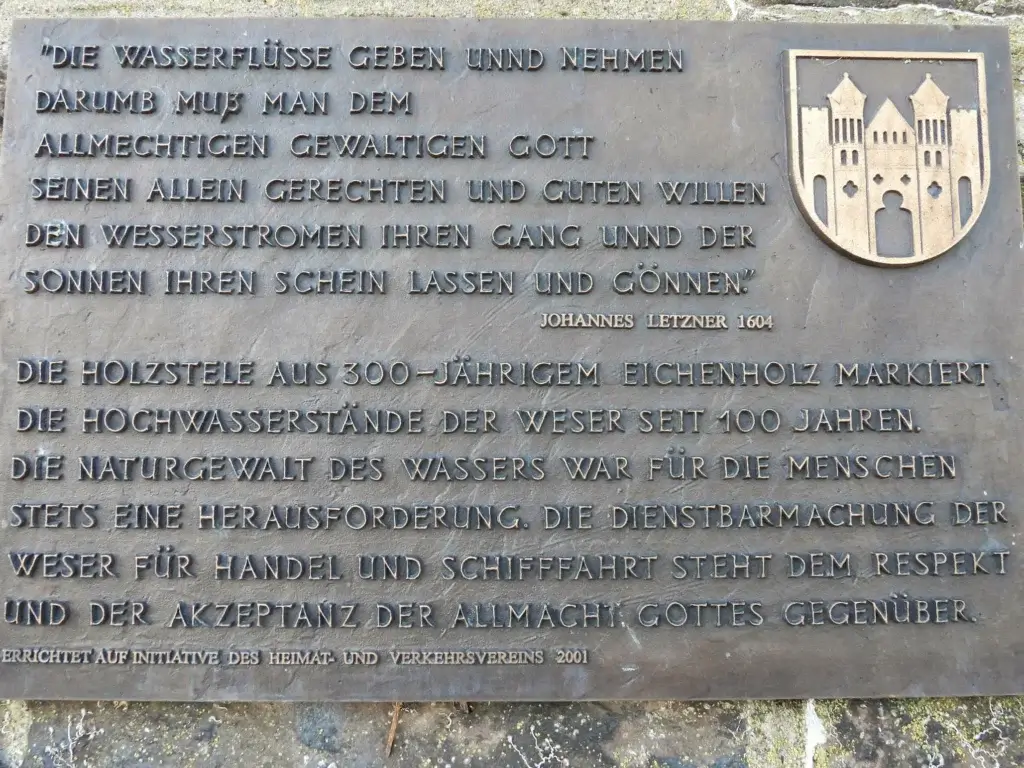 "DIE WASSERFLÜSSE GEBEN UNND NEHMEN
DARUMB MUß MAN DEM
ALLMECHTIGEN GEWALTIGEN GOTT
SEINEN ALLEIN GERECHTEN UND GUTEN WILLEN
DEN WESSERSTROMEN IHREN GANG UNND DER
SONNEN IHREN SCHEIN LASSEN UND GÖNNEN."
JOHANNES LETZNER 1604
DIE HOLZSTELE AUS 300-JÄHRIGEM EICHENHOLZ MARKIERT
DIE HOCHWASSERSTÄNDE DER WESER SEIT 100 JAHREN.
DIE NATURGEWALT DES WASSERS WAR FÜR DIE MENSCHEN
STETS EINE HERAUSFORDERUNG. DIE DIENSTBARMACHUNG DER
WESER FÜR HANDEL UND SCHIFFFAHRT STEHT DEM RESPEKT
UND DER AKZEPTANZ DER ALLMACHT GOTTES GEGENÜBER.
ERRICHTET AUF INITIATIVE DES HEIMAT- UND VERKEHRSVEREINS 2001